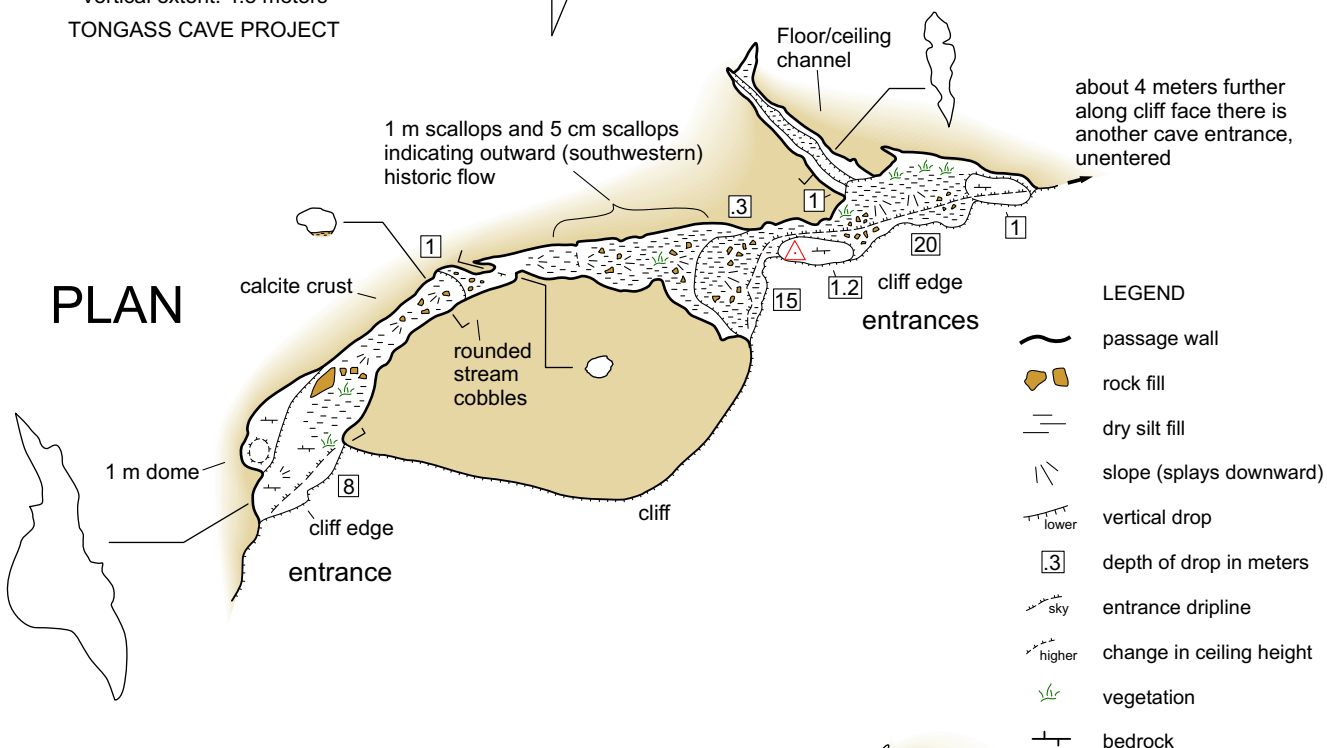 TONGASS CAVE PROJECT
Floor/ceiling
channel
about 4 meters further
along cliff face there is
another cave entrance,
unentered
1 m scallops and 5 cm scallops
indicating outward (southwestern)
historic flow
.3
1
1
1
20
calcite crust
1.2
cliff edge
15
entrances
PLAN
rounded
stream
cobbles
1 m dome
8
cliff edge
cliff
entrance
LEGEND
passage wall
rock fill
dry silt fill
slope (splays downward)
lower vertical drop
.3 depth of drop in meters
sky entrance dripline
higher change in ceiling height
vegetation
bedrock